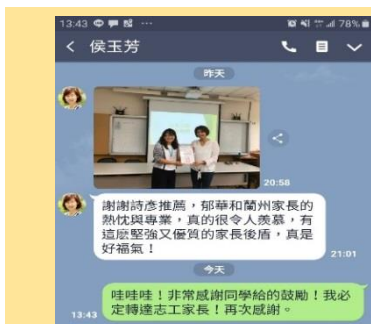 13:43 ... 78%
< 侯玉芳
昨天
20:58
謝謝詩彥推薦，郁華和蘭州家長的
熱忱與專業，真的很令人羨慕，有
這麼堅強又優質的家長後盾，真是
好福氣！
21:01
今天
哇哇哇！非常感謝同學給的鼓勵！我必
定轉達志工家長！再次感謝。
13:43